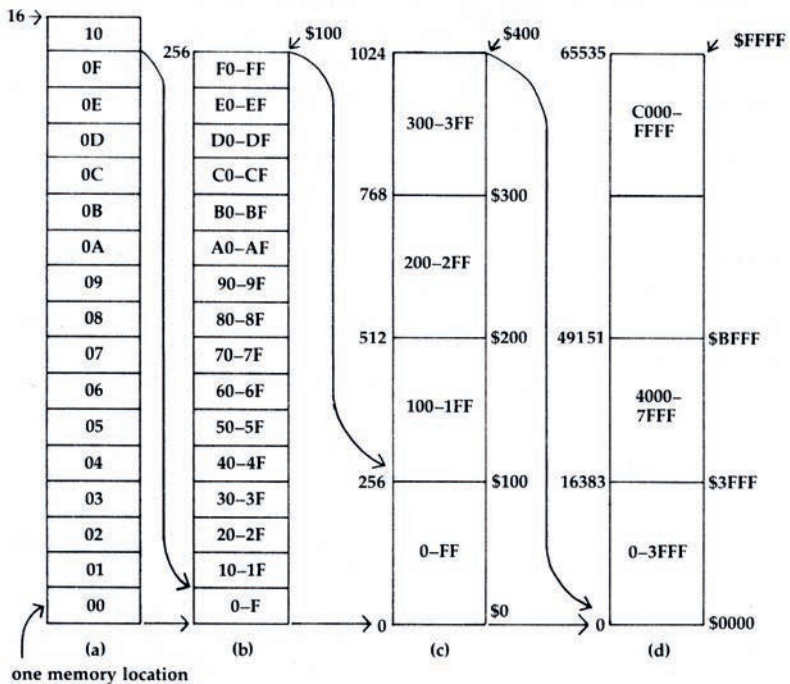 16
10
0F
0E
0D
0C
0B
0A
09
08
07
06
05
04
03
02
01
00
(a)
one memory location
256
$100
F0–FF
E0–EF
D0–DF
C0–CF
B0–BF
A0–AF
90–9F
80–8F
70–7F
60–6F
50–5F
40–4F
30–3F
20–2F
10–1F
0–F
(b)
1024
$400
300–3FF
768
$300
200–2FF
512
$200
100–1FF
256
$100
0–FF
0
$0
(c)
65535
$FFFF
C000–
FFFF
49151
$BFFF
4000–
7FFF
16383
$3FFF
0–3FFF
0
$0000
(d)